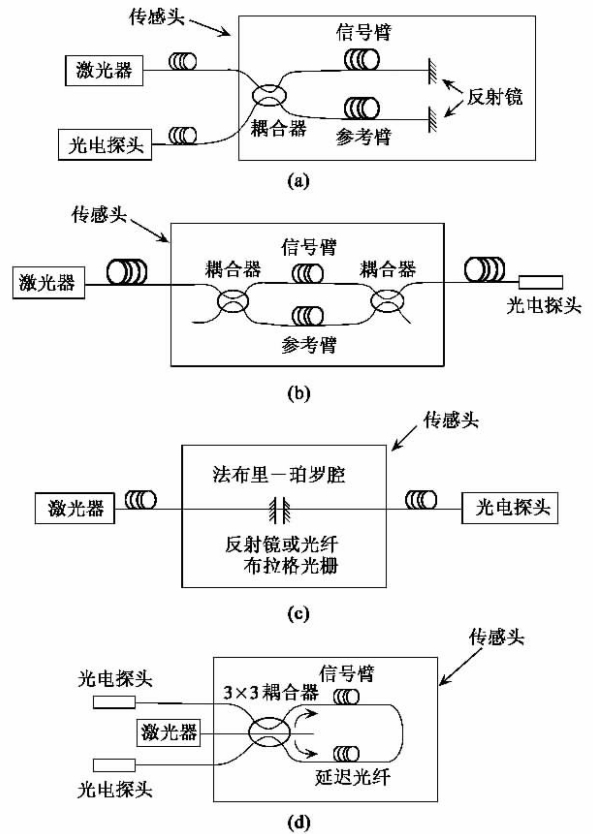 传感头
信号臂
激光器
反射镜
光电探头
耦合器
参考臂
(a)
传感头
信号臂
耦合器
耦合器
激光器
光电探头
参考臂
(b)
传感头
法布里－珀罗腔
激光器
光电探头
反射镜或光纤
布拉格光栅
(c)
传感头
光电探头
信号臂
3×3耦合器
激光器
延迟光纤
光电探头
(d)